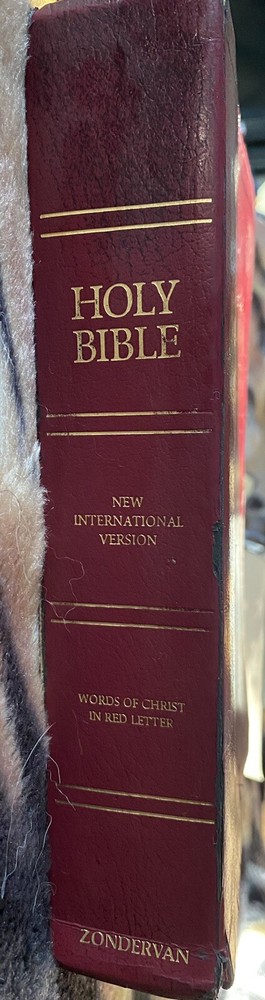 HOLY
BIBLE
NEW
INTERNATIONAL
VERSION
WORDS OF CHRIST
IN RED LETTER
ZONDERVAN